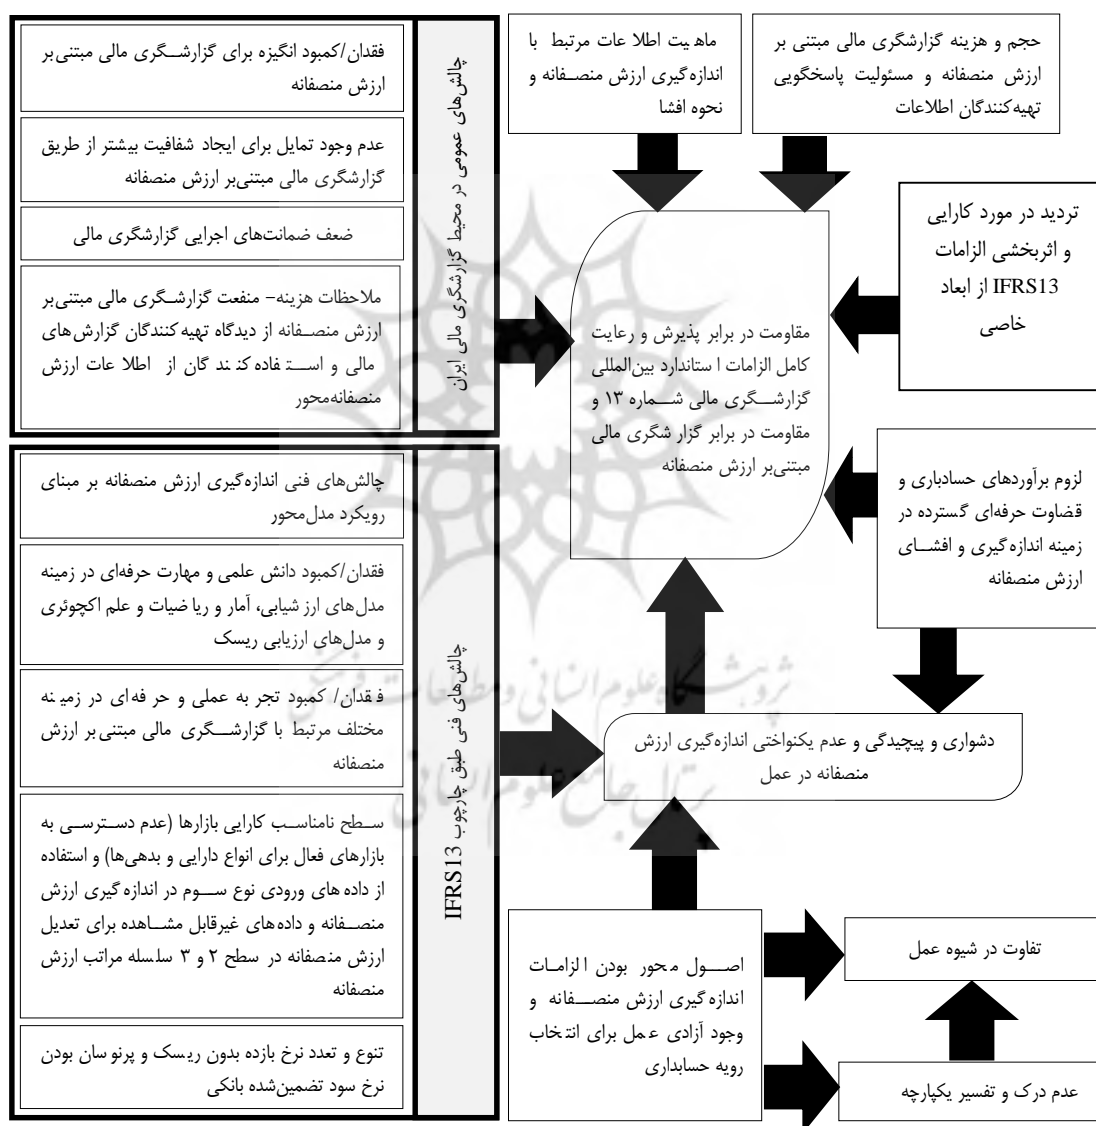 حجم و هزینه گزارشگری مالی مبتنی بر
ارزش منصفانه و مسئولیت پاسخگویی
تهیه‌کنندگان اطلاعات
ماهیت اطلاعات مرتبط با
اندازه‌گیری ارزش منصفانه و
نحوه افشا
تردید در مورد کارایی
و اثربخشی الزامات
IFRS13 از ابعاد
خاصی
مقاومت در برابر پذیرش و رعایت
کامل الزامات استاندارد بین‌المللی
گزارشگری مالی شماره ۱۳ و
مقاومت در برابر گزارشگری مالی
مبتنی‌بر ارزش منصفانه
لزوم برآوردهای حسادباری و
قضاوت حرفه‌ای گسترده در
زمینه اندازه‌گیری و افشای
ارزش منصفانه
دشواری و پیچیدگی و عدم یکنواختی اندازه‌گیری ارزش
منصفانه در عمل
اصول محور بودن الزامات
اندازه‌گیری ارزش منصفانه و
وجود آزادی عمل برای انتخاب
رویه حسابداری
تفاوت در شیوه عمل
عدم درک و تفسیر یکپارچه
چالش‌های عمومی در محیط گزارشگری مالی ایران
فقدان/کمبود انگیزه برای گزارشگری مالی مبتنی‌بر
ارزش منصفانه
عدم وجود تمایل برای ایجاد شفافیت بیشتر از طریق
گزارشگری مالی مبتنی‌بر ارزش منصفانه
ضعف ضمانت‌های اجرایی گزارشگری مالی
ملاحظات هزینه- منفعت گزارشگری مالی مبتنی‌بر
ارزش منصفانه از دیدگاه تهیه‌کنندگان گزارش‌های
مالی و استفاده‌کنندگان از اطلاعات ارزش
منصفانه‌محور
چالش‌های فنی طبق چارچوب IFRS13
چالش‌های فنی اندازه‌گیری ارزش منصفانه بر مبنای
رویکرد مدل‌محور
فقدان/کمبود دانش علمی و مهارت حرفه‌ای در زمینه
مدل‌های ارزشیابی، آمار و ریاضیات و علم اکچوئری
و مدل‌های ارزیابی ریسک
فقدان/ کمبود تجربه عملی و حرفه‌ای در زمینه
مختلف مرتبط با گزارشگری مالی مبتنی‌بر ارزش
منصفانه
سطح نامناسب کارایی بازارها (عدم دسترسی به
بازارهای فعال برای انواع دارایی و بدهی‌ها) و استفاده
از داده‌های ورودی نوع سوم در اندازه‌گیری ارزش
منصفانه و داده‌های غیرقابل مشاهده برای تعدیل
ارزش منصفانه در سطح ۲ و ۳ سلسله مراتب ارزش
منصفانه
تنوع و تعدد نرخ بازده بدون ریسک و پرنوسان بودن
نرخ سود تضمین‌شده بانکی
پژوهشگاه علوم انسانی و مطالعات فرهنگی
پرتال جامع علوم انسانی